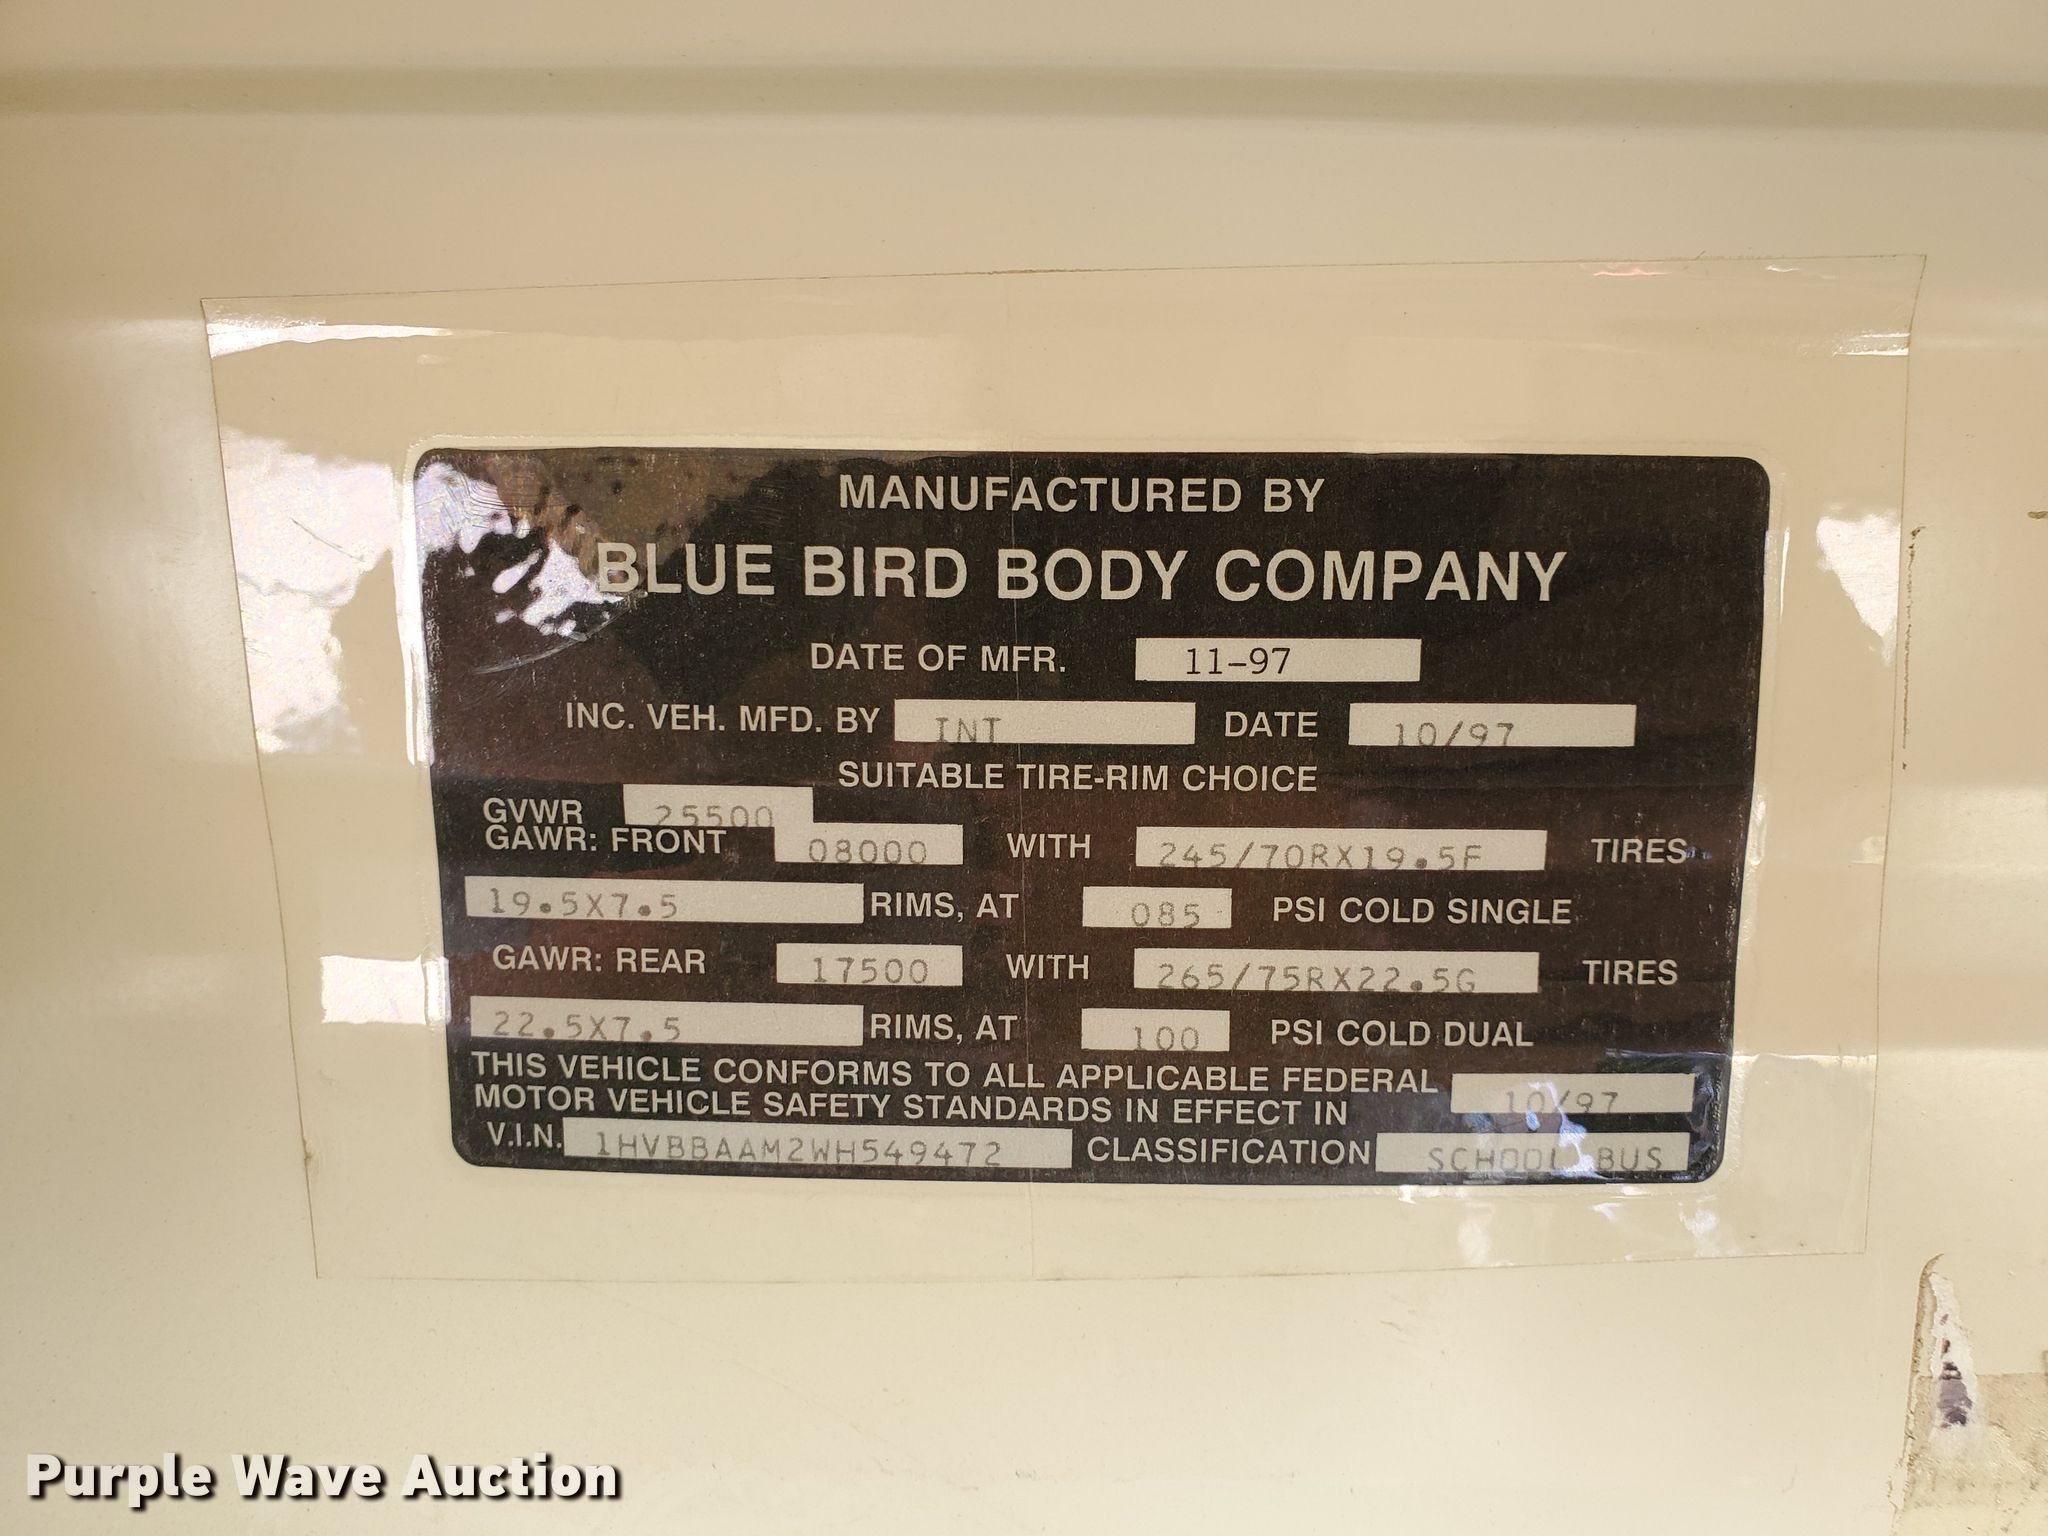 MANUFACTURED BY
BLUE BIRD BODY COMPANY
DATE OF MFR. 11-97
INC. VEH. MFD. BY INT DATE 10/97
SUITABLE TIRE-RIM CHOICE
GVWR 25500
GAWR: FRONT 08000 WITH 245/70RX19.5F TIRES
19.5X7.5 RIMS, AT 085 PSI COLD SINGLE
GAWR: REAR 17500 WITH 265/75RX22.5G TIRES
22.5X7.5 RIMS, AT 100 PSI COLD DUAL
THIS VEHICLE CONFORMS TO ALL APPLICABLE FEDERAL
MOTOR VEHICLE SAFETY STANDARDS IN EFFECT IN 10/97
V.I.N. 1HVBBAAM2WH549472 CLASSIFICATION SCHOOL BUS
Purple Wave Auction